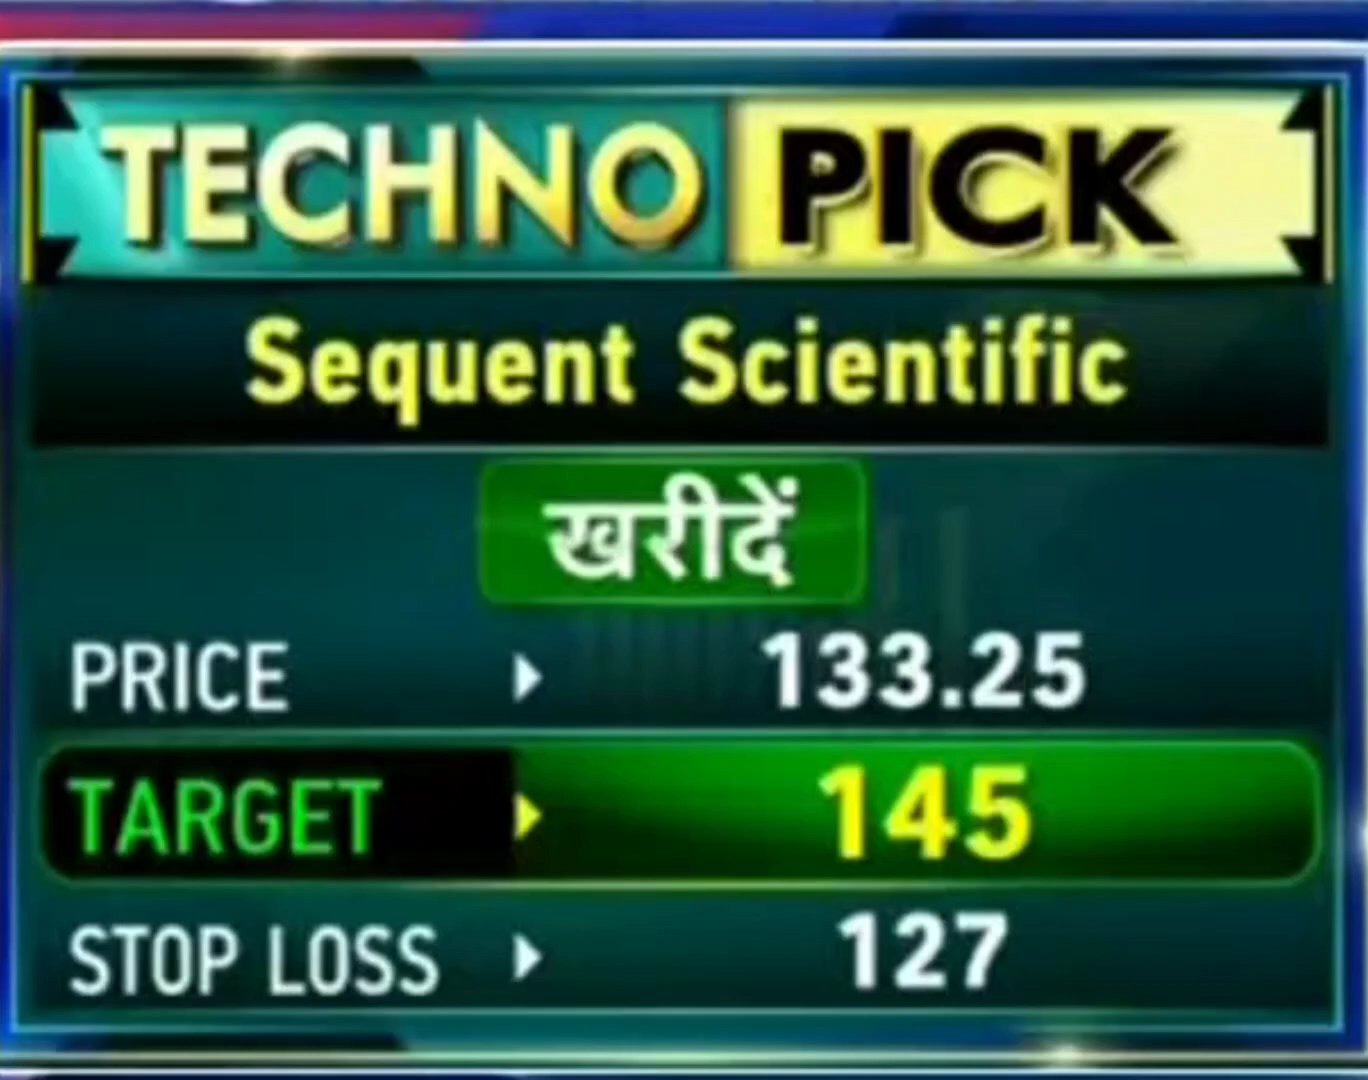 TECHNO PICK
Sequent Scientific
खरीदें
PRICE 133.25
TARGET 145
STOP LOSS 127